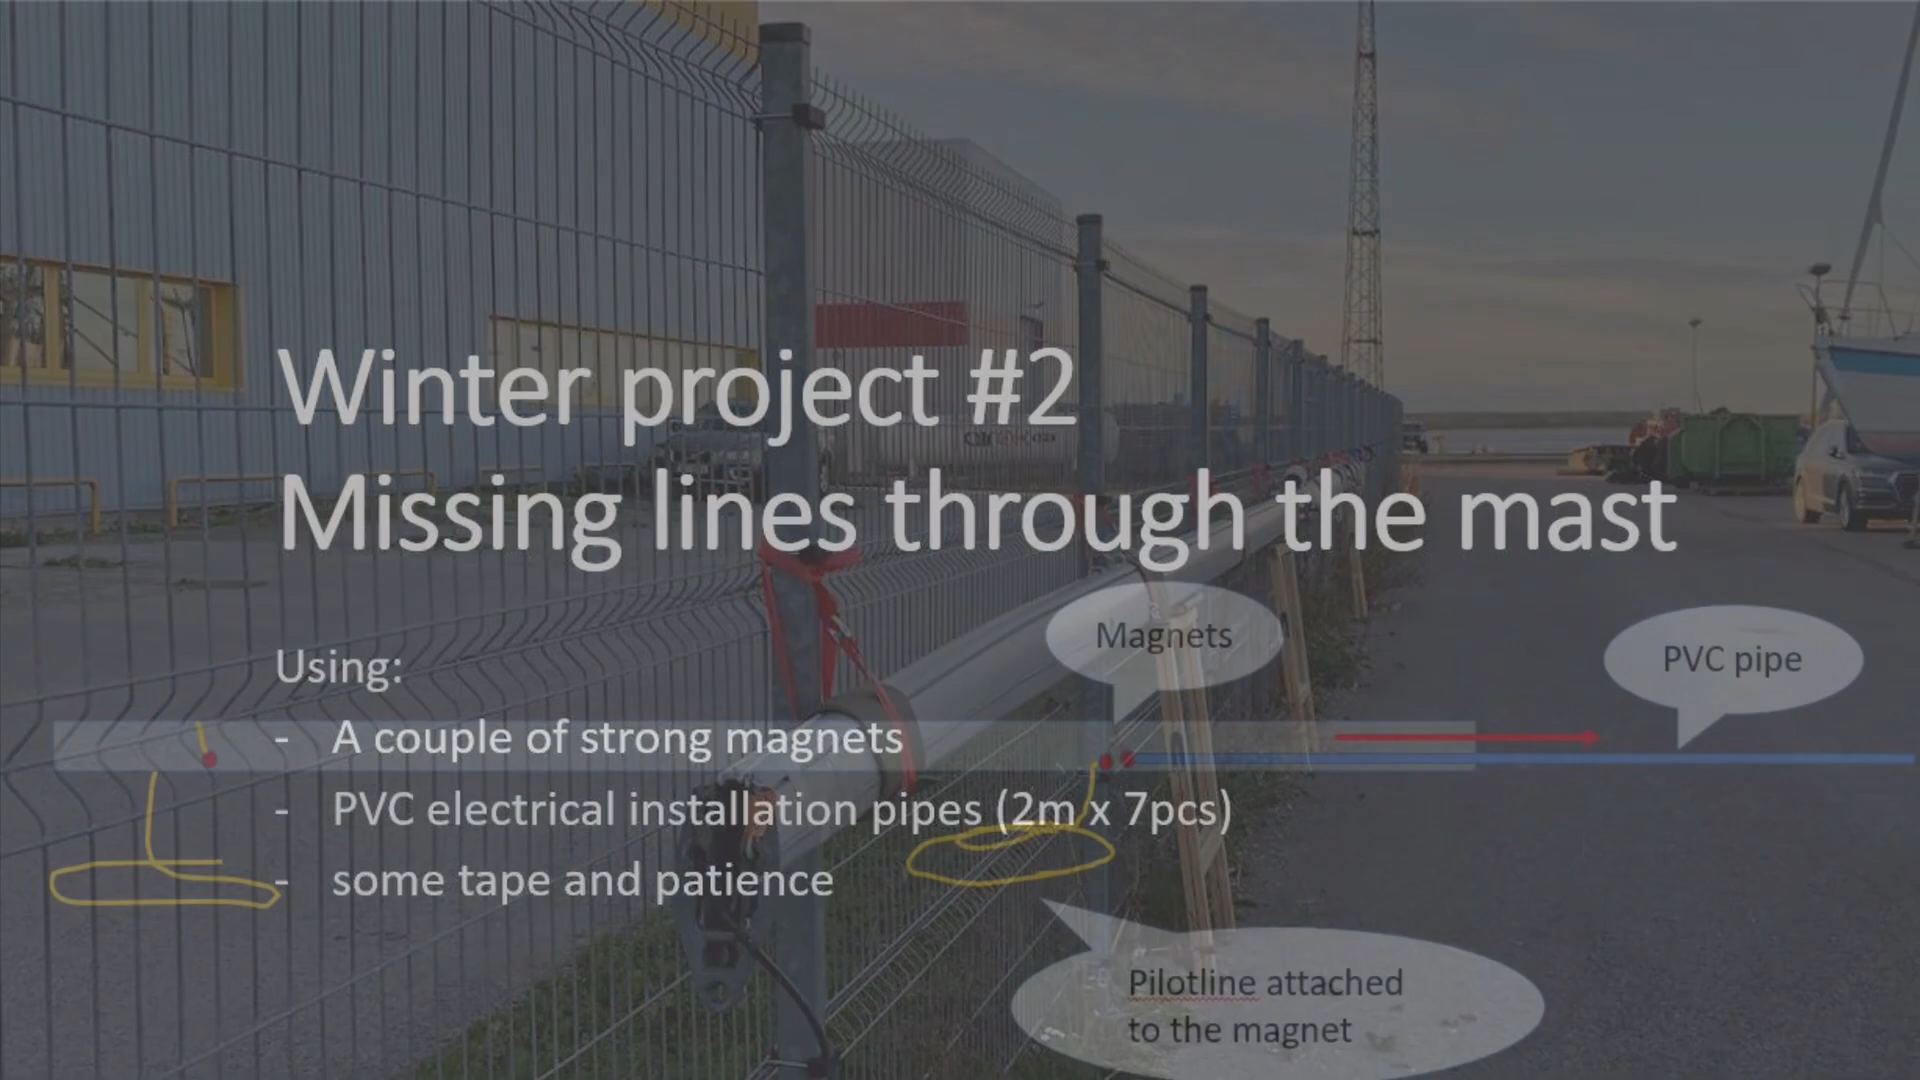 Winter project #2
Missing lines through the mast
Magnets
PVC pipe
Using:
- A couple of strong magnets
- PVC electrical installation pipes (2m x 7pcs)
- some tape and patience
Pilotline attached
to the magnet